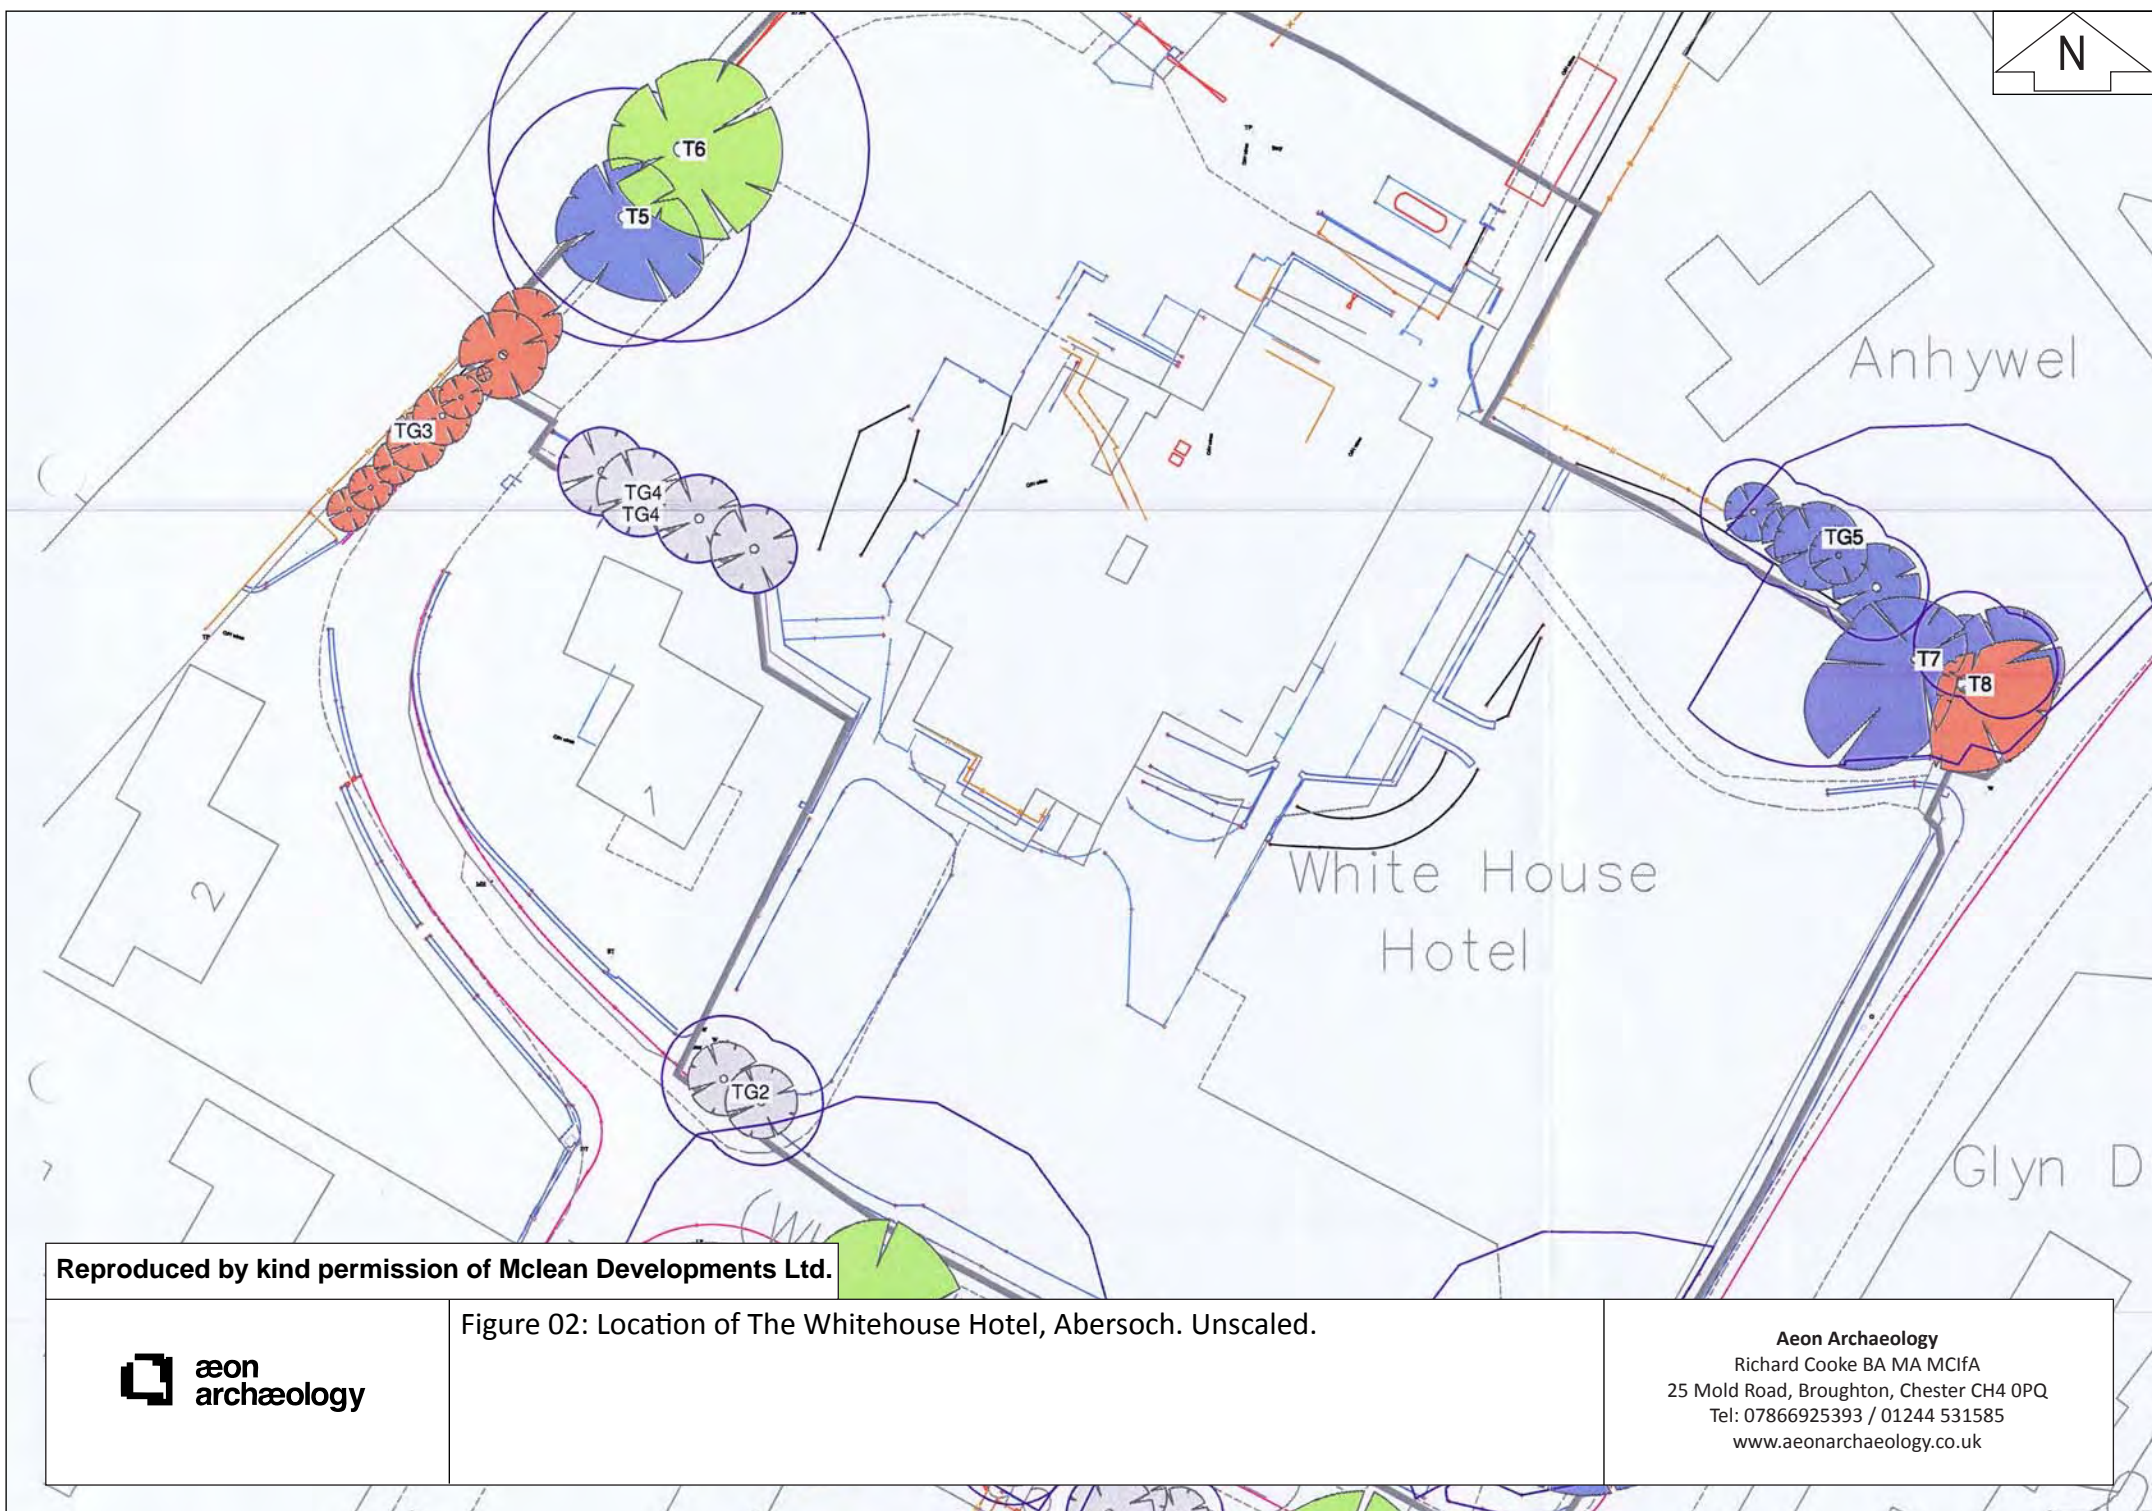 N
T6
T5
Anhywel
TG3
TG4
TG4
TG5
T7
T8
1
2
White House
Hotel
TG2
Glyn D
(Wh
Reproduced by kind permission of Mclean Developments Ltd.
æon
archæology
Figure 02: Location of The Whitehouse Hotel, Abersoch. Unscaled.
Aeon Archaeology
Richard Cooke BA MA MCIfA
25 Mold Road, Broughton, Chester CH4 0PQ
Tel: 07866925393 / 01244 531585
www.aeonarchaeology.co.uk